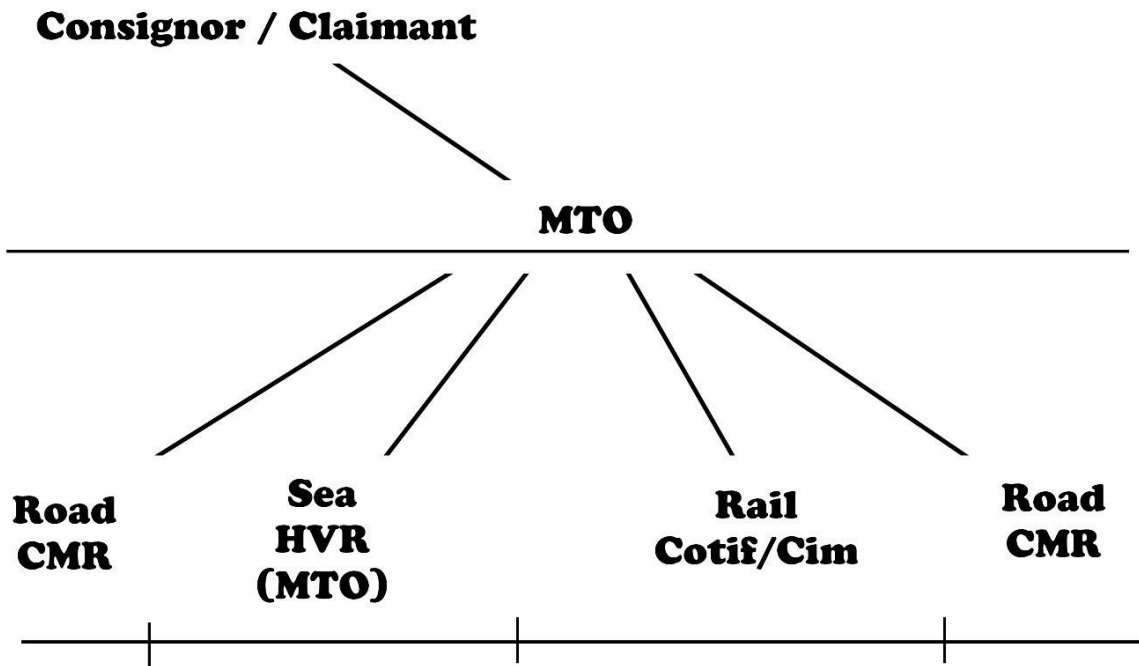 Consignor / Claimant
MTO
Road
CMR
Sea
HVR
(MTO)
Rail
Cotif/Cim
Road
CMR